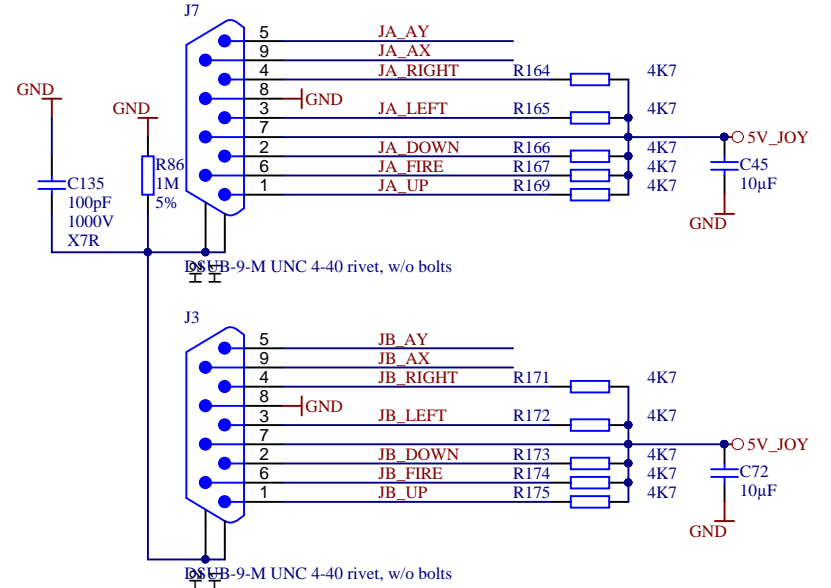 J7
5 JA_AY
9 JA_AX
4 JA_RIGHT R164 4K7
GND
8 GND
GND
3 JA_LEFT R165 4K7
7 5V_JOY
2 JA_DOWN R166 4K7
R86 C45
6 JA_FIRE R167 4K7
C135 1M 10µF
1 JA_UP R169 4K7
100pF 5%
1000V GND
X7R
DSUB-9-M UNC 4-40 rivet, w/o bolts
J3
5 JB_AY
9 JB_AX
4 JB_RIGHT R171 4K7
8 GND
3 JB_LEFT R172 4K7
7 5V_JOY
2 JB_DOWN R173 4K7
C72
6 JB_FIRE R174 4K7
10µF
1 JB_UP R175 4K7
GND
DSUB-9-M UNC 4-40 rivet, w/o bolts